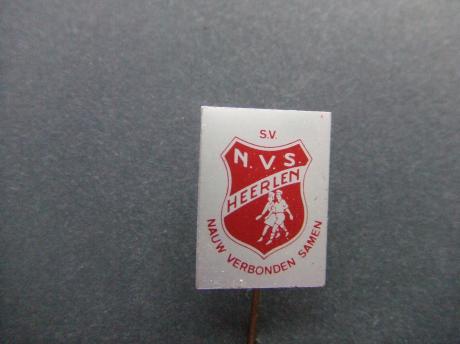 S.V.
N.V.S.
HEERLEN
NAUW VERBONDEN SAMEN